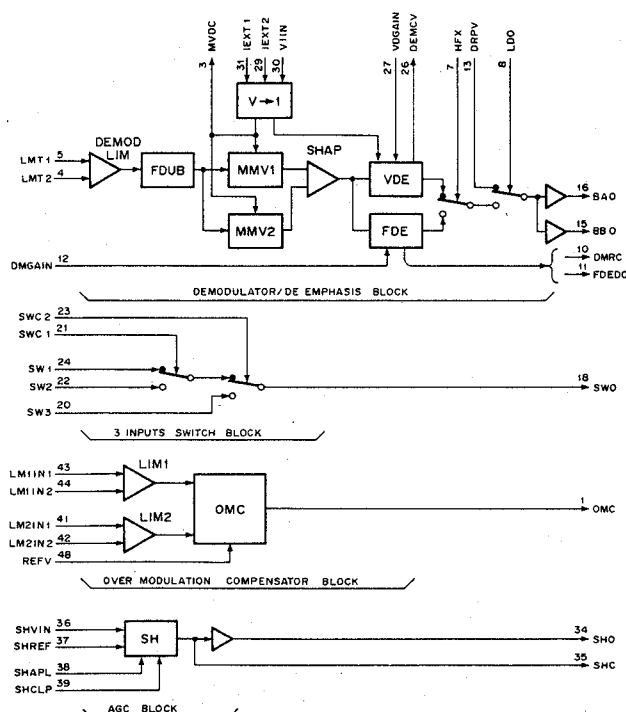 MVDC
IEXT1
IEXT2
VIIN
VDGAIN
DEMCV
HFX
DRPV
LDO
3
31
29
30
27
26
7
13
8
V→1
DEMOD
LIM
SHAP
LMT1 5
LMT2 4
FDUB
MMV1
VDE
MMV2
FDE
16 BAO
15 BBO
10 DMRC
11 FDEDC
DMGAIN 12
DEMODULATOR/DE EMPHASIS BLOCK
SWC2 23
SWC1 21
SW1 24
SW2 22
SW3 20
18 SWO
3 INPUTS SWITCH BLOCK
LM1IN1 43
LM1IN2 44
LIM1
LM2IN1 41
LM2IN2 42
LIM2
OMC
1 OMC
REFV 48
OVER MODULATION COMPENSATOR BLOCK
SHVIN 36
SHREF 37
SH
SHAPL 38
SHCLP 39
34 SHO
35 SHC
AGC BLOCK